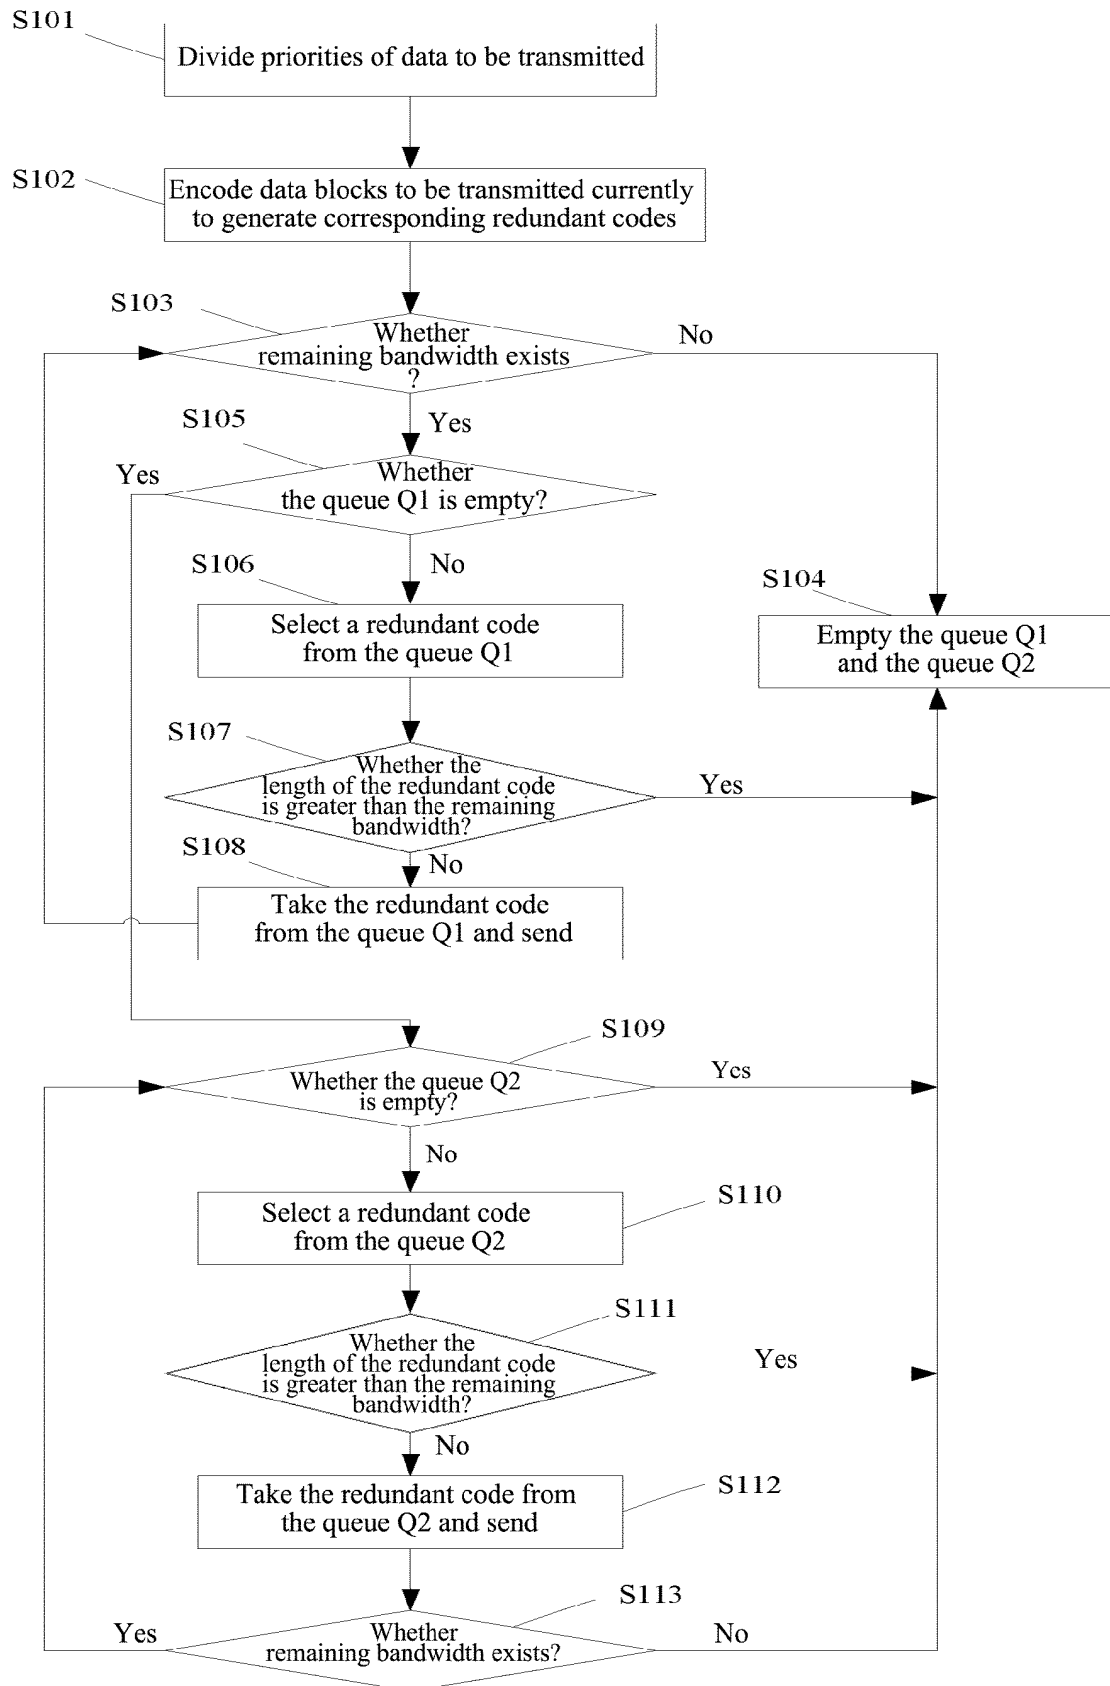 S101
Divide priorities of data to be transmitted
S102
Encode data blocks to be transmitted currently
to generate corresponding redundant codes
S103
Whether
remaining bandwidth exists
?
No
Yes
S105
Yes
Whether
the queue Q1 is empty?
No
S106
Select a redundant code
from the queue Q1
S104
Empty the queue Q1
and the queue Q2
S107
Whether the
length of the redundant code
is greater than the remaining
bandwidth?
Yes
No
S108
Take the redundant code
from the queue Q1 and send
S109
Whether the queue Q2
is empty?
Yes
No
S110
Select a redundant code
from the queue Q2
S111
Whether the
length of the redundant code
is greater than the remaining
bandwidth?
Yes
No
S112
Take the redundant code from
the queue Q2 and send
S113
Yes
Whether
remaining bandwidth exists?
No